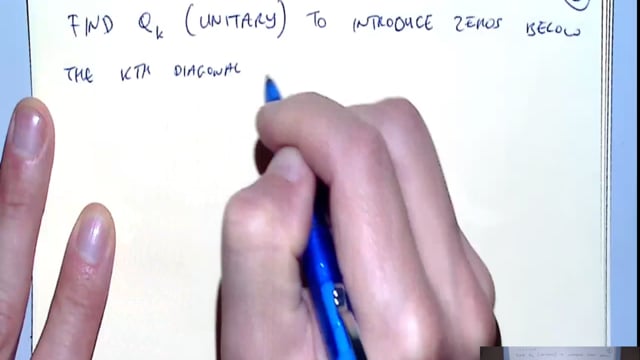 FIND Qk (UNITARY) TO INTRODUCE ZEROS BELOW
THE KTH DIAGONAL